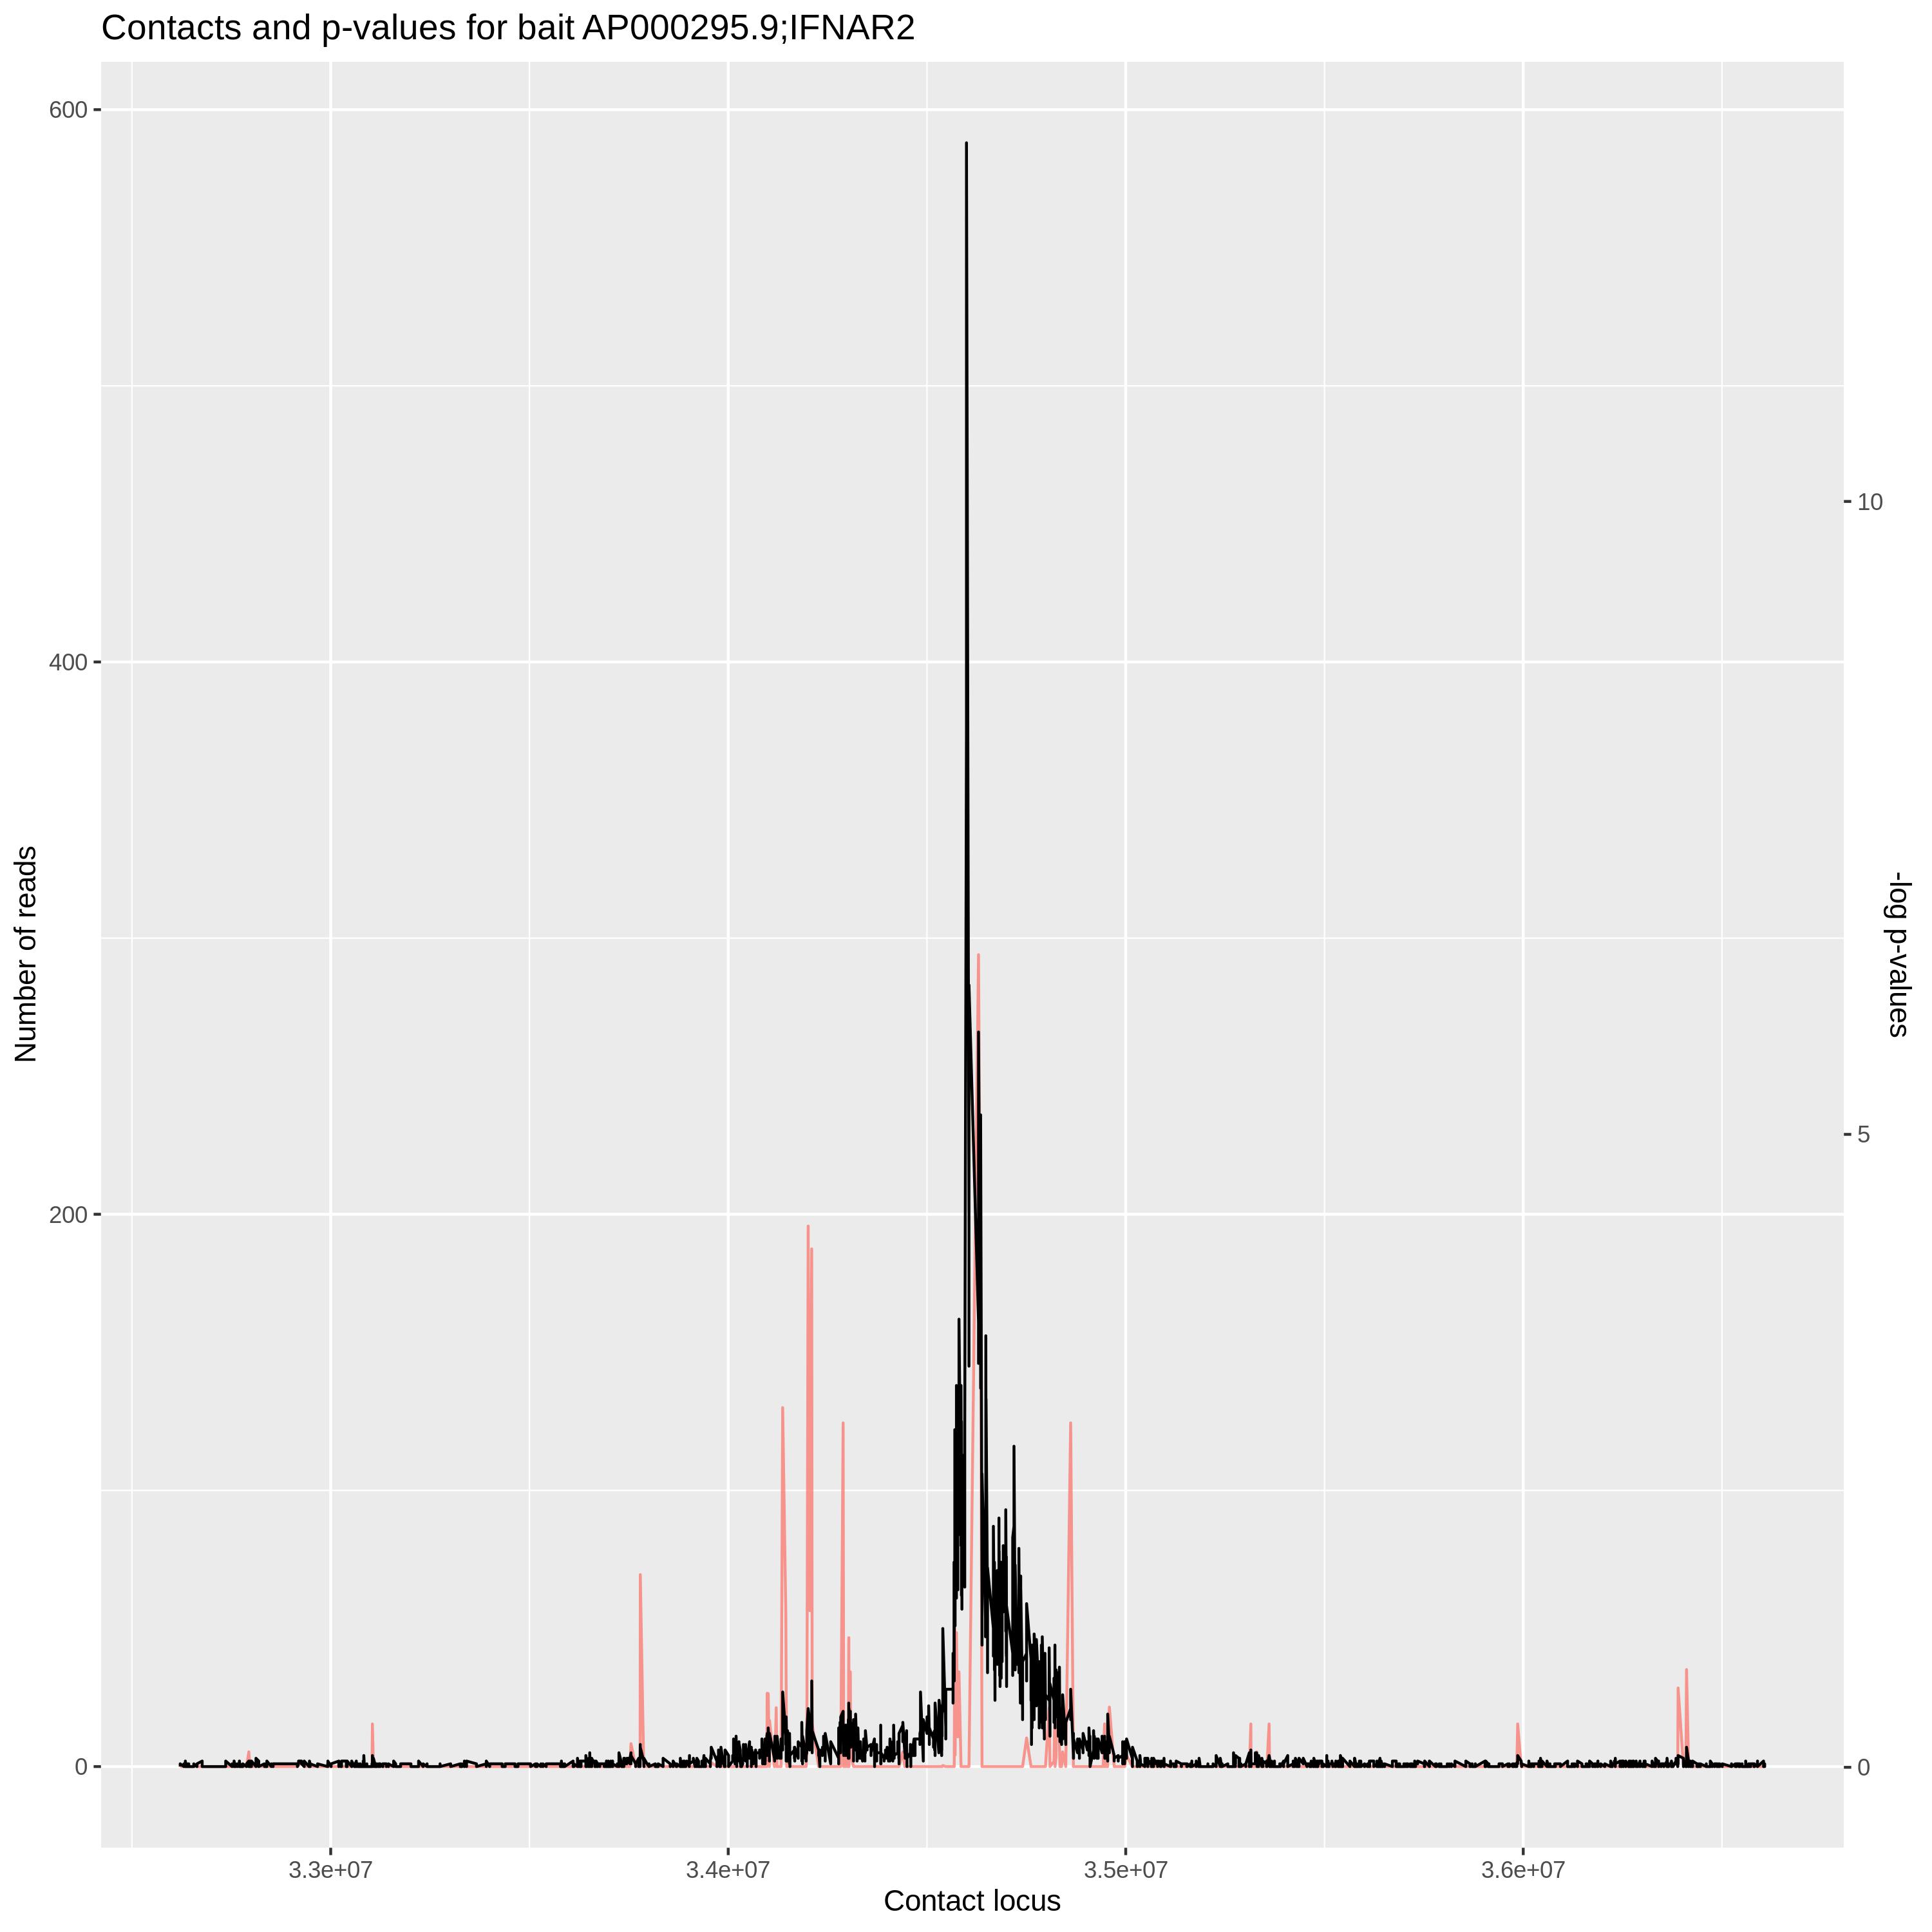 Contacts and p-values for bait AP000295.9;IFNAR2
600
400
200
0
Number of reads
10
5
0
-log p-values
3.3e+07
3.4e+07
3.5e+07
3.6e+07
Contact locus